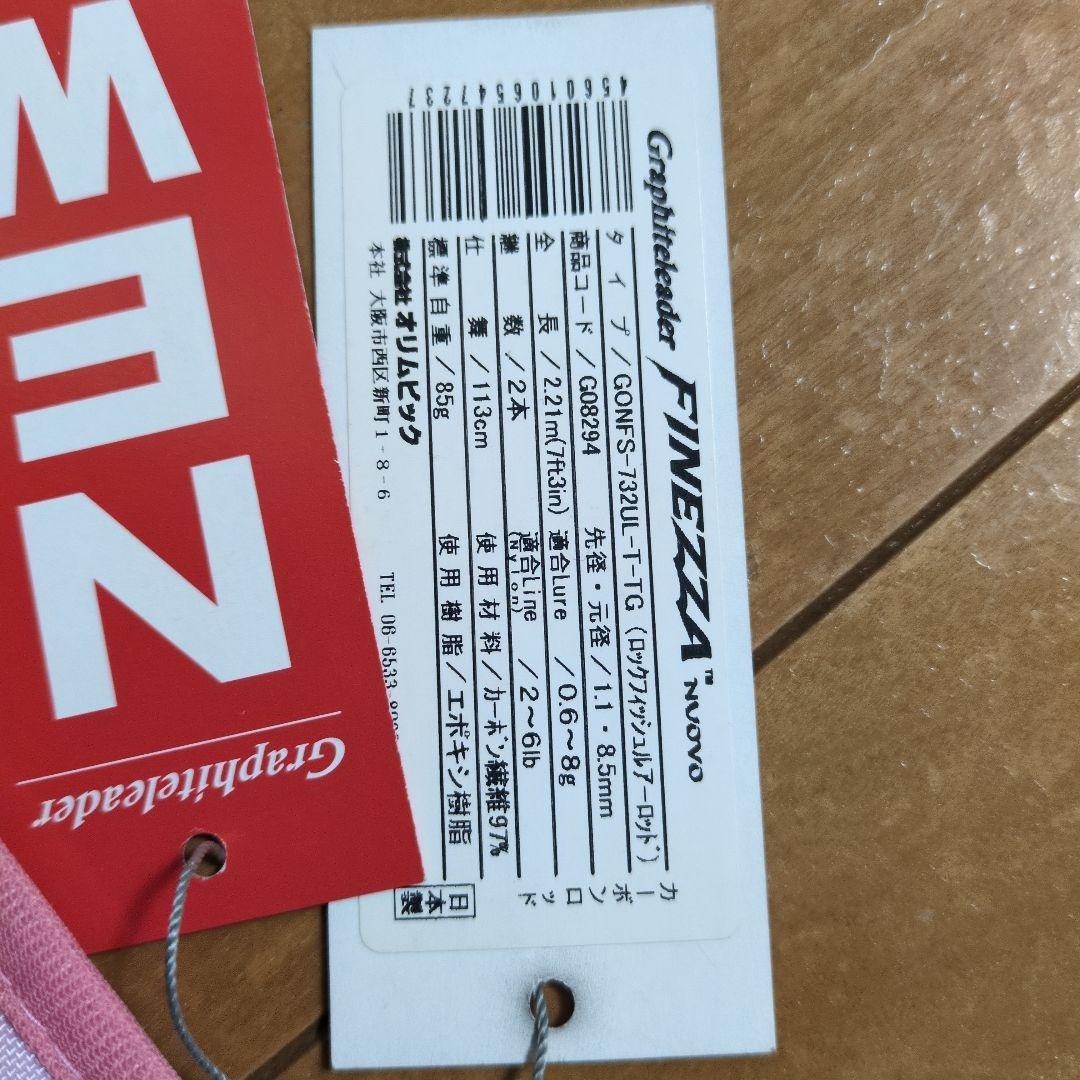 N
E
W
Graphiteleader
4560106547237
Graphiteleader FINEZZA™ NUOVO
カーボンロッド
タイプ/GONFS-732UL-T-TG (ロックフィッシュルアーロッド)
商品コード/G08294 先径・元径/1.1・8.5mm
全長/2.21m(7ft3in) 適合Lure /0.6〜8g
継数/2本 適合Line(Nylon) /2〜6lb
仕舞/113cm 使用材料/カーボン繊維97%
標準自重/85g 使用樹脂/エポキシ樹脂
株式会社 オリムピック
日本製
本社 大阪市西区新町1-8-6 TEL 06-6533-